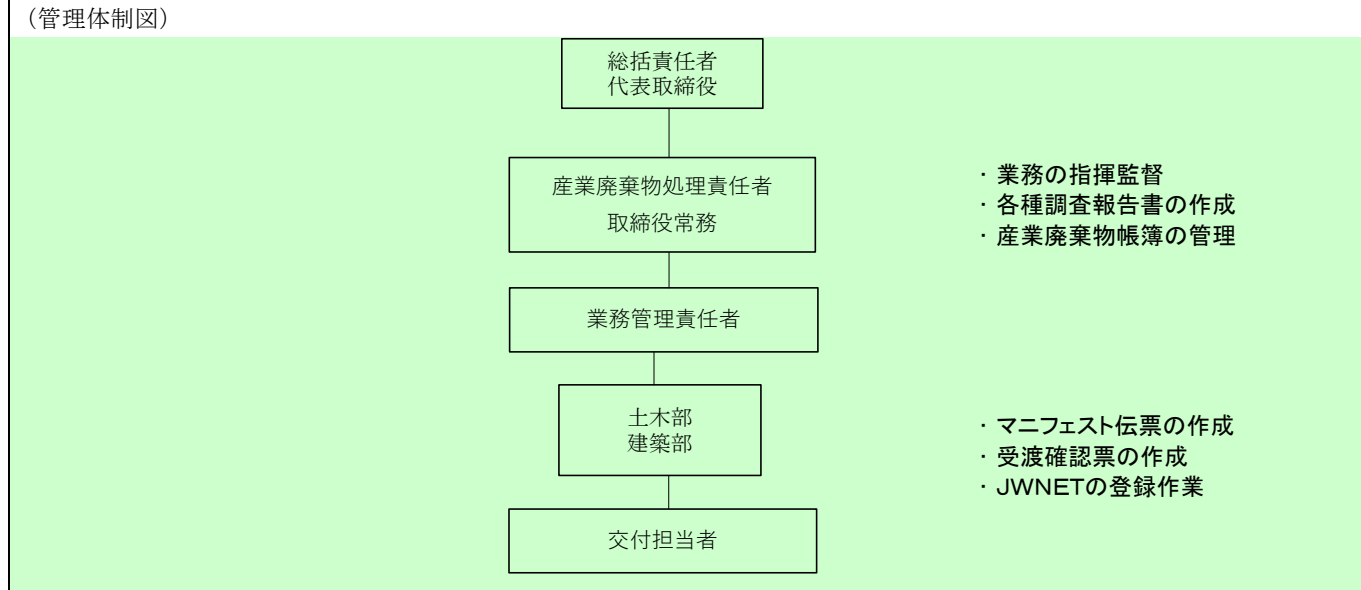 （管理体制図）
総括責任者
代表取締役
産業廃棄物処理責任者
取締役常務
・業務の指揮監督
・各種調査報告書の作成
・産業廃棄物帳簿の管理
業務管理責任者
土木部
建築部
・マニフェスト伝票の作成
・受渡確認票の作成
・JWNETの登録作業
交付担当者